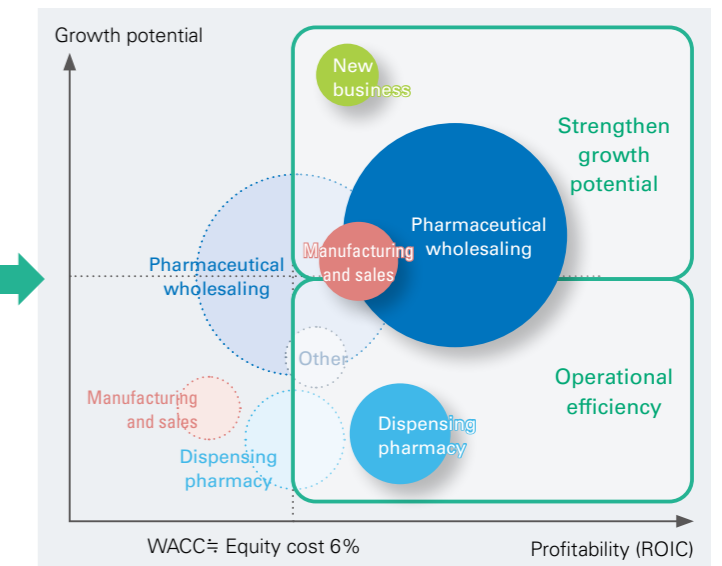 Growth potential
New
business
Strengthen
growth
potential
Pharmaceutical
wholesaling
Manufacturing
and sales
Pharmaceutical
wholesaling
Other
Operational
efficiency
Manufacturing
and sales
Dispensing
pharmacy
Dispensing
pharmacy
WACC≒ Equity cost 6%
Profitability (ROIC)